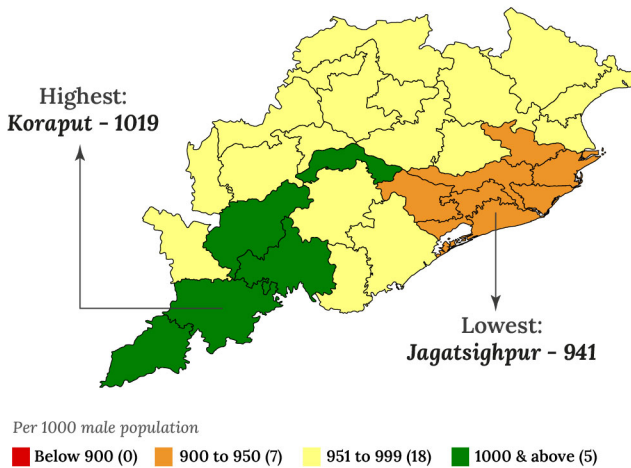 Highest:
Koraput - 1019
Lowest:
Jagatsighpur - 941
Per 1000 male population
Below 900 (0) 900 to 950 (7) 951 to 999 (18) 1000 & above (5)